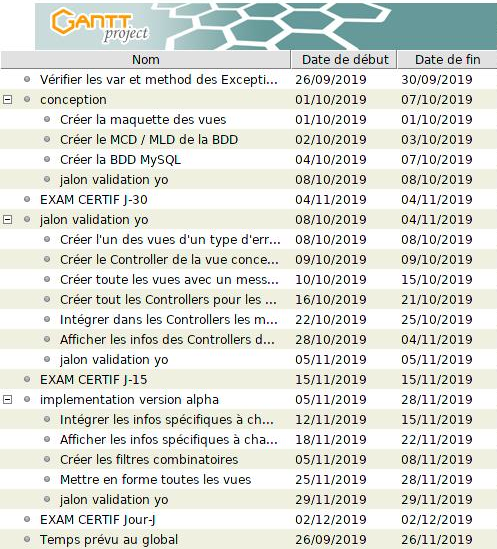 GANTT
project
Nom Date de début Date de fin
Vérifier les var et method des Excepti... 26/09/2019 30/09/2019
conception 01/10/2019 07/10/2019
Créer la maquette des vues 01/10/2019 01/10/2019
Créer le MCD / MLD de la BDD 02/10/2019 03/10/2019
Créer la BDD MySQL 04/10/2019 07/10/2019
jalon validation yo 08/10/2019 08/10/2019
EXAM CERTIF J-30 04/11/2019 04/11/2019
jalon validation yo 08/10/2019 04/11/2019
Créer l'un des vues d'un type d'err... 08/10/2019 08/10/2019
Créer le Controller de la vue conce... 09/10/2019 09/10/2019
Créer toute les vues avec un mess... 10/10/2019 15/10/2019
Créer tout les Controllers pour les ... 16/10/2019 21/10/2019
Intégrer dans les Controllers les m... 22/10/2019 25/10/2019
Afficher les infos des Controllers d... 28/10/2019 04/11/2019
jalon validation yo 05/11/2019 05/11/2019
EXAM CERTIF J-15 15/11/2019 15/11/2019
implementation version alpha 05/11/2019 28/11/2019
Intégrer les infos spécifiques à ch... 12/11/2019 15/11/2019
Afficher les infos spécifiques à cha... 18/11/2019 22/11/2019
Créer les filtres combinatoires 05/11/2019 08/11/2019
Mettre en forme toutes les vues 25/11/2019 28/11/2019
jalon validation yo 29/11/2019 29/11/2019
EXAM CERTIF Jour-J 02/12/2019 02/12/2019
Temps prévu au global 26/09/2019 26/11/2019